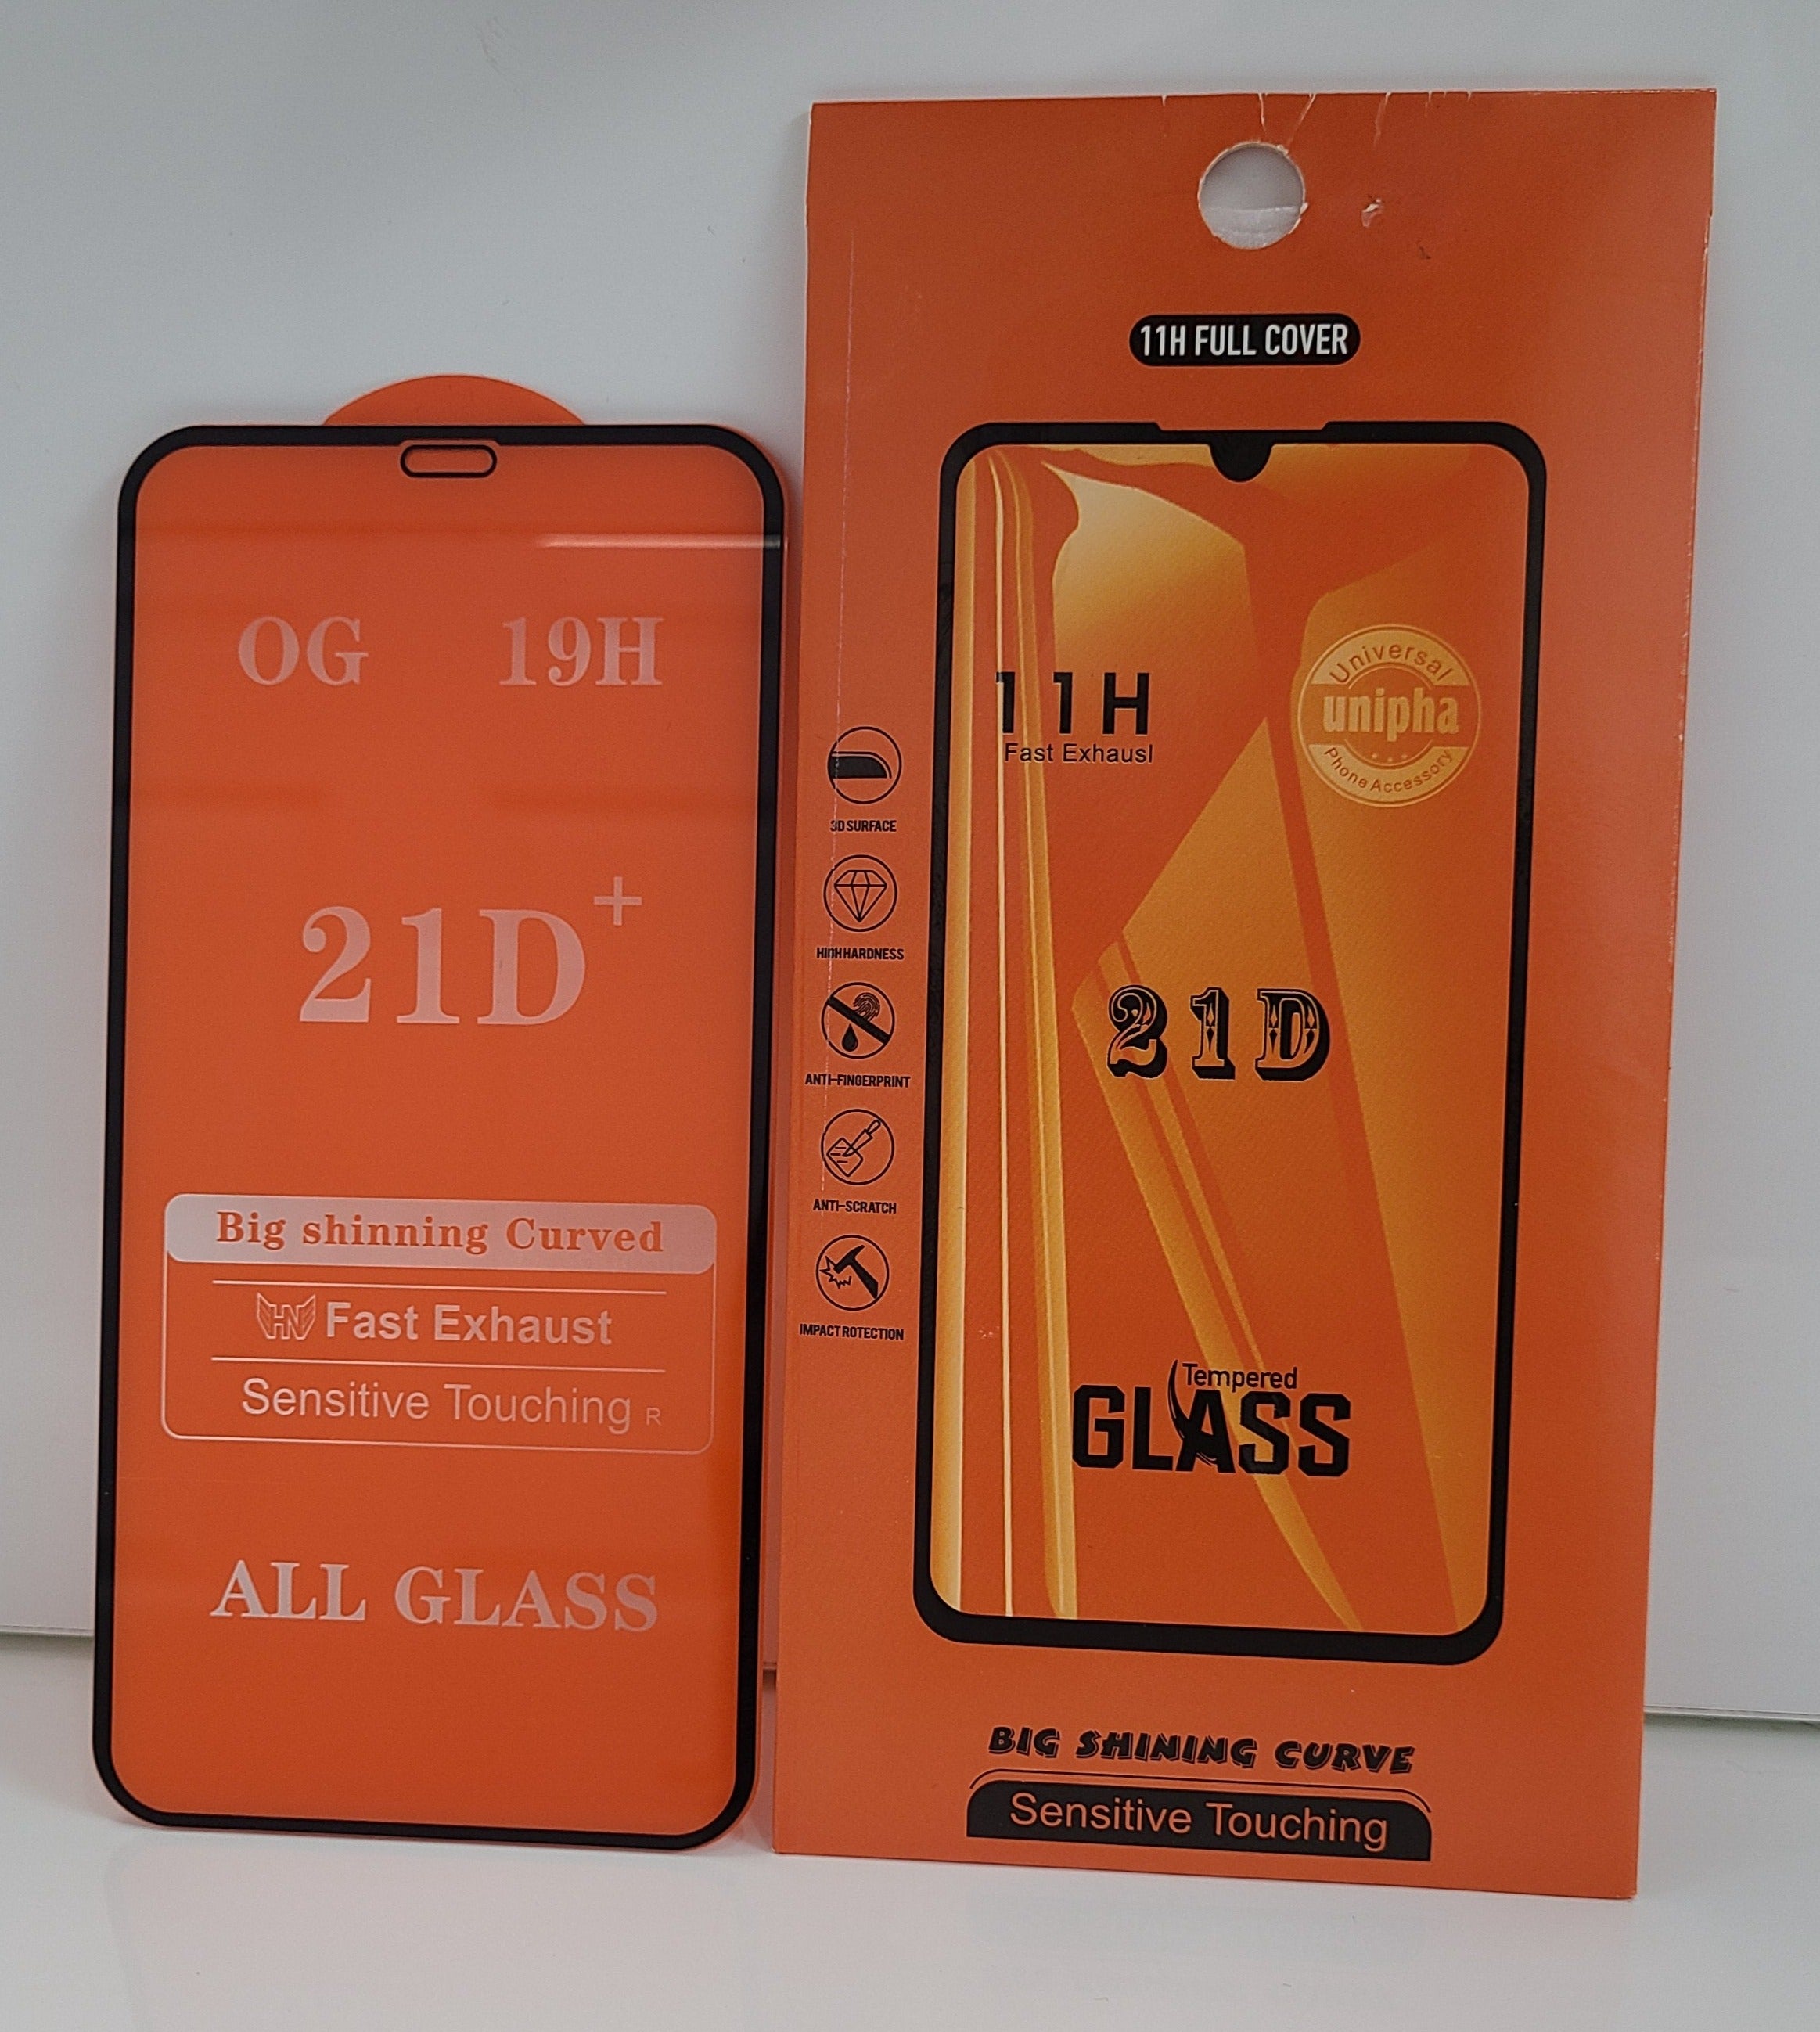 OG 19H
21D+
Big shinning Curved
HN Fast Exhaust
Sensitive Touching R
ALL GLASS
11H FULL COVER
11H
Fast Exhausl
Universal
unipha
Phone Accessory
3D SURFACE
HIGH HARDNESS
ANTI-FINGERPRINT
ANTI-SCRATCH
IMPACT ROTECTION
21D
Tempered
GLASS
BIG SHINING CURVE
Sensitive Touching